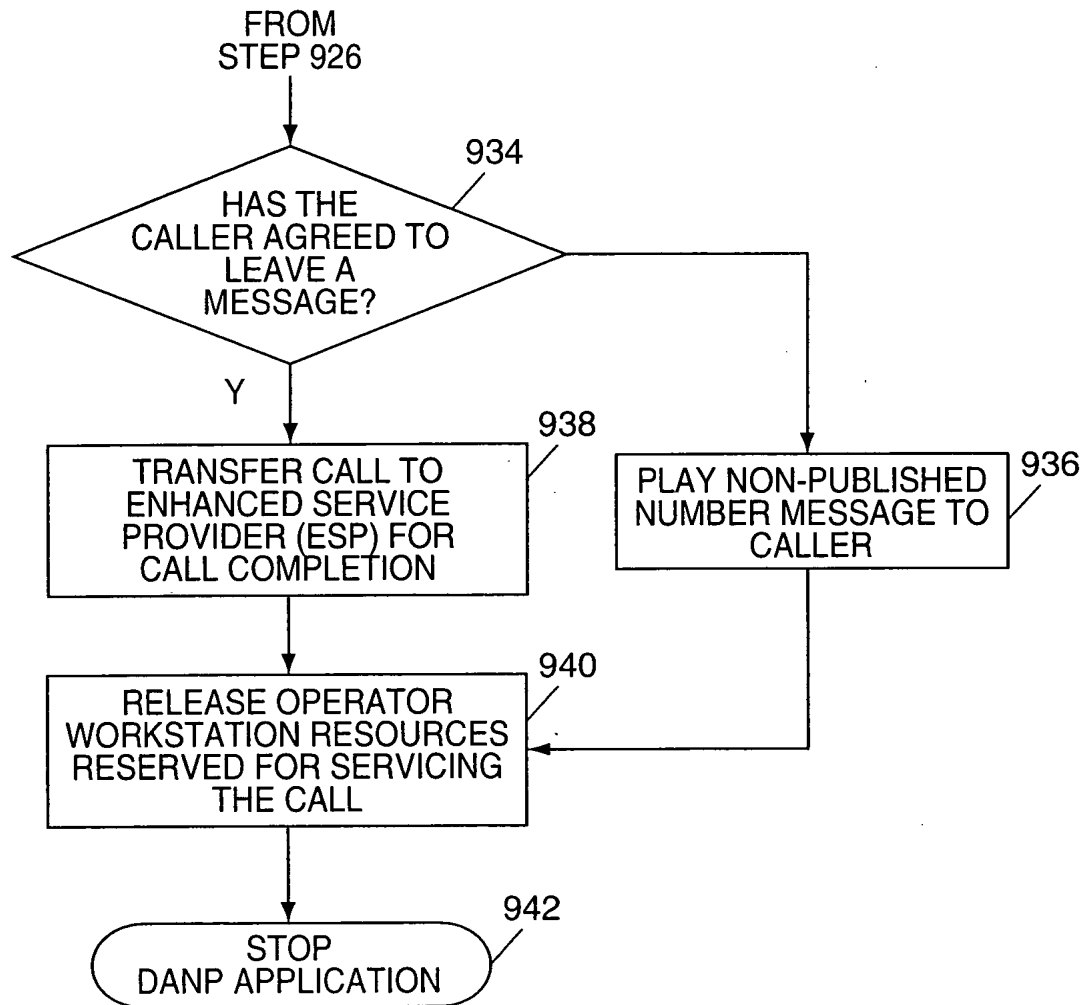 FROM
STEP 926
934
HAS THE
CALLER AGREED TO
LEAVE A
MESSAGE?
Y
938
TRANSFER CALL TO
ENHANCED SERVICE
PROVIDER (ESP) FOR
CALL COMPLETION
936
PLAY NON-PUBLISHED
NUMBER MESSAGE TO
CALLER
940
RELEASE OPERATOR
WORKSTATION RESOURCES
RESERVED FOR SERVICING
THE CALL
942
STOP
DANP APPLICATION